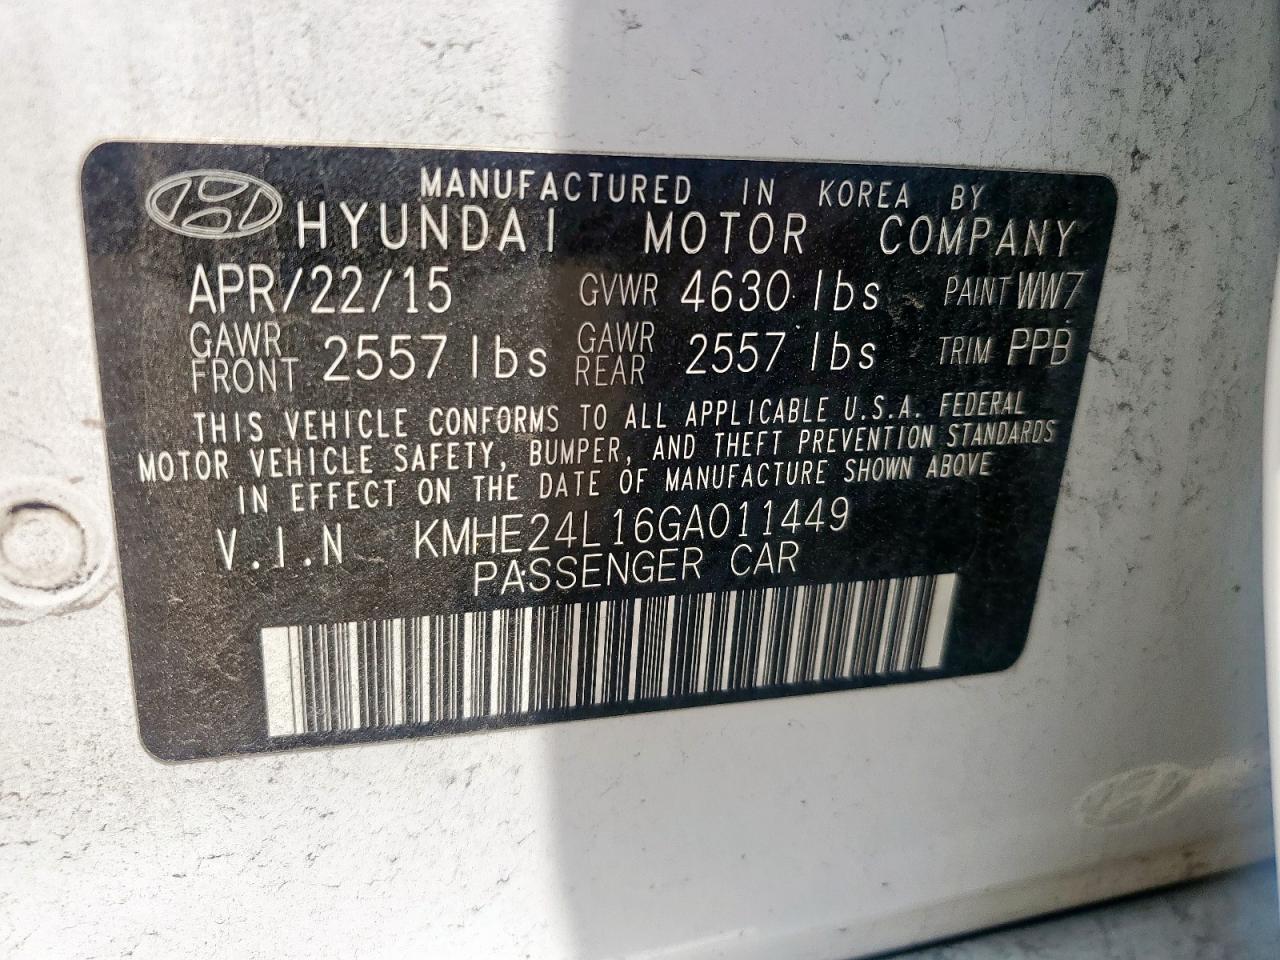 MANUFACTURED IN KOREA BY
HYUNDAI MOTOR COMPANY
APR/22/15 GVWR 4630 lbs PAINT WW7
GAWR FRONT 2557 lbs GAWR REAR 2557 lbs TRIM PPB
THIS VEHICLE CONFORMS TO ALL APPLICABLE U.S.A. FEDERAL
MOTOR VEHICLE SAFETY, BUMPER, AND THEFT PREVENTION STANDARDS
IN EFFECT ON THE DATE OF MANUFACTURE SHOWN ABOVE
V.I.N KMHE24L16GA011449
PASSENGER CAR